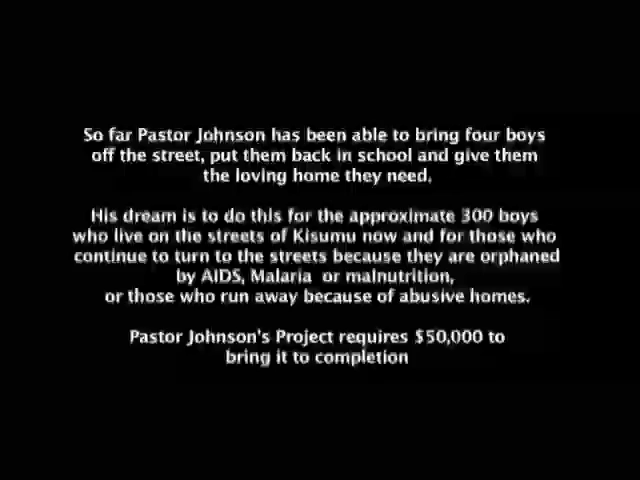 So far Pastor Johnson has been able to bring four boys
off the street, put them back in school and give them
the loving home they need.
His dream is to do this for the approximate 300 boys
who live on the streets of Kisumu now and for those who
continue to turn to the streets because they are orphaned
by AIDS, Malaria or malnutrition,
or those who run away because of abusive homes.
Pastor Johnson's Project requires $50,000 to
bring it to completion